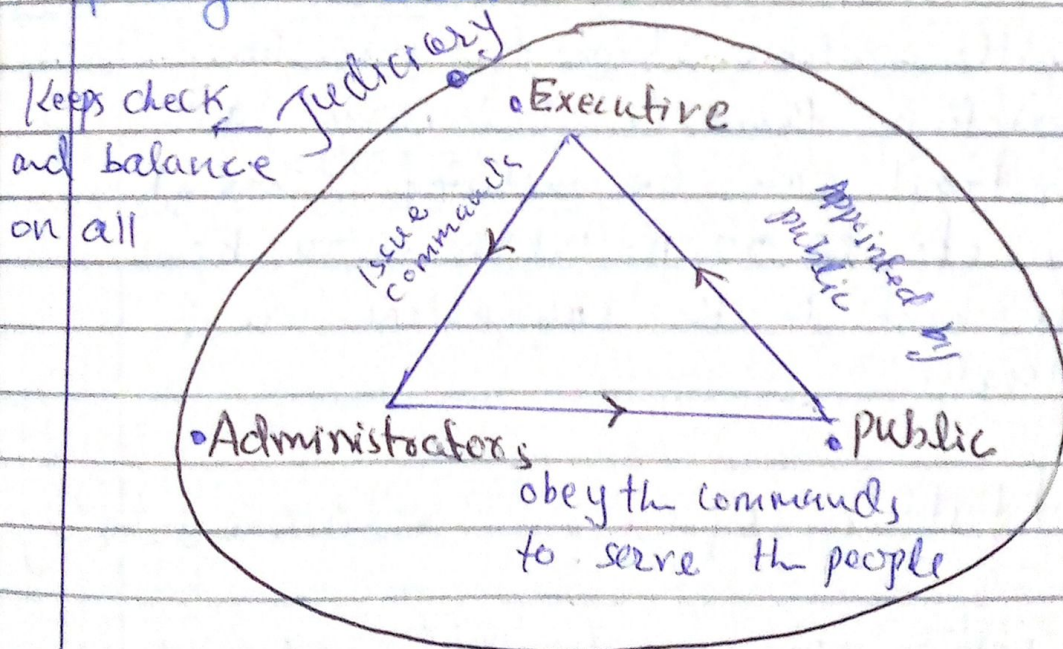 Judiciary
Keeps check
and balance
on all
Executive
Issue
commands
Appointed by
public
Administrators
public
obey the commands
to serve the people